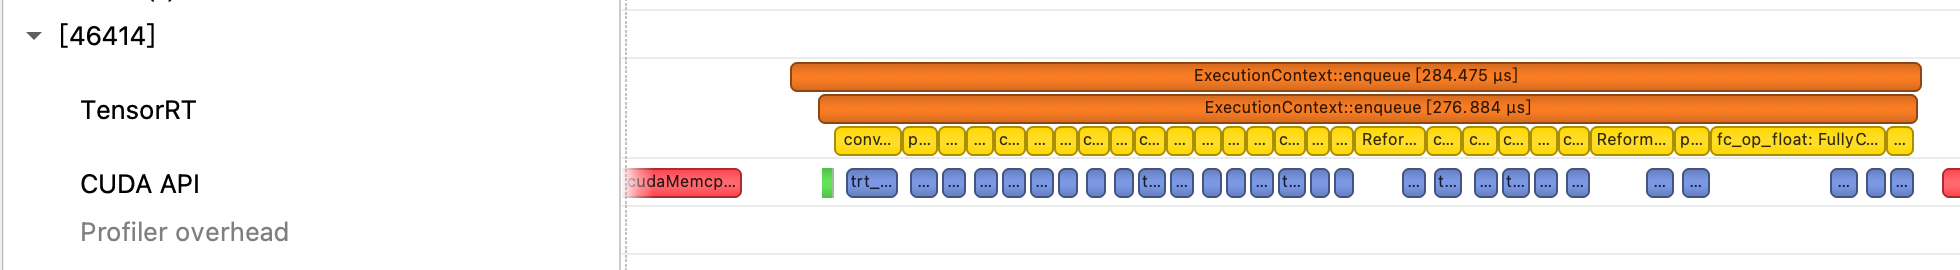 [46414]
ExecutionContext::enqueue [284.475 µs]
TensorRT
ExecutionContext::enqueue [276.884 µs]
conv... p... ... ... c... ... ... c... ... c... ... ... ... ... c... ... ... Refor... c... c... c... ... c... Reform... p... fc_op_float: FullyC... ...
CUDA API
cudaMemcp... trt_... ... ... ... ... ... t... ... ... t... ... t... ... t... ... ... ... ... ... ... ...
Profiler overhead